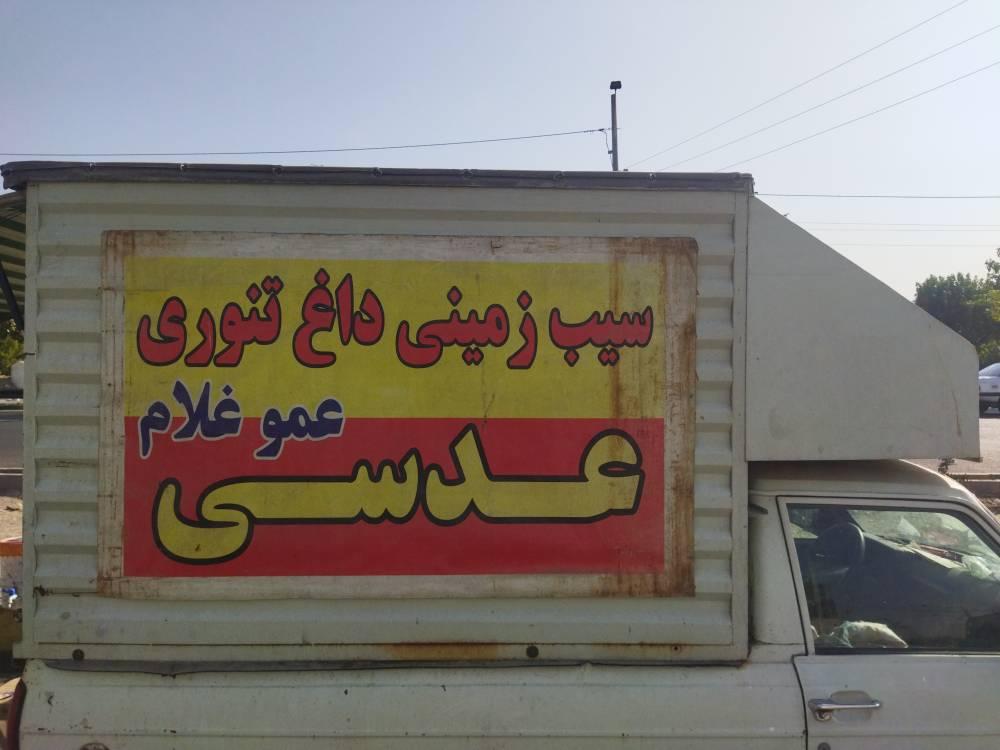 سیب زمینی داغ تنوری
عمو غلام
عدسی